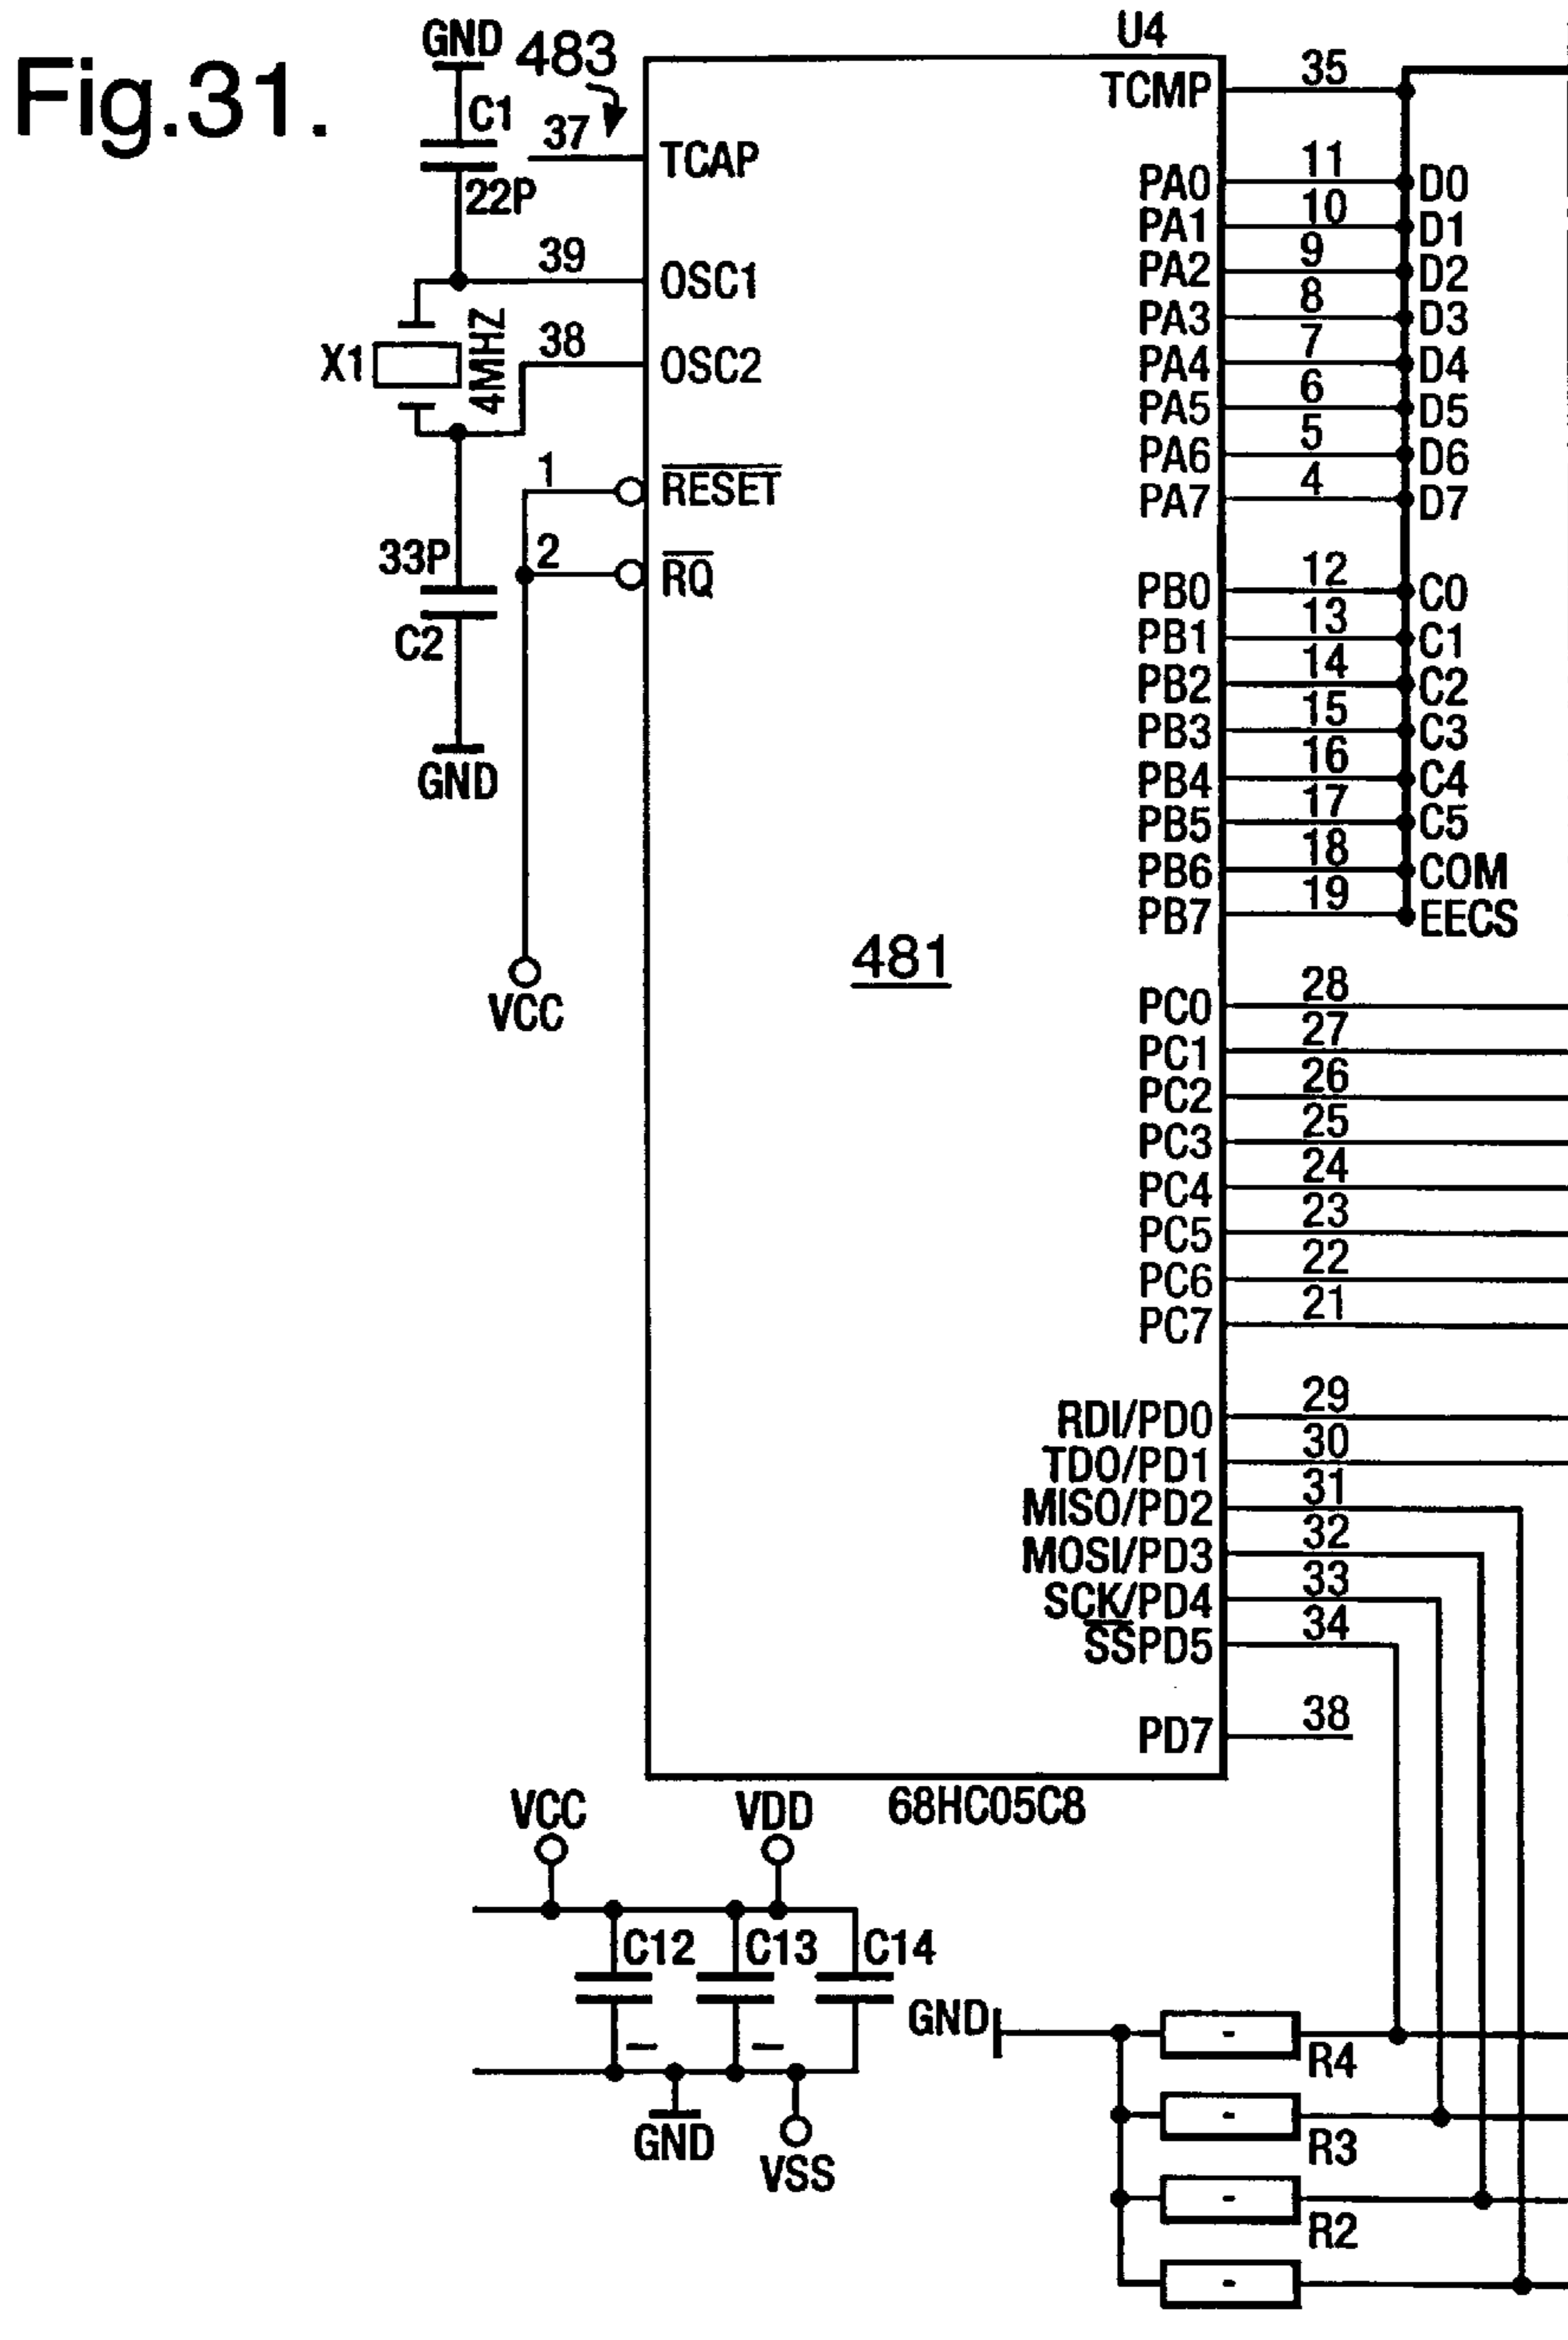 Fig.31.
GND
483
U4
C1
37
TCAP
22P
TCMP
35
39
OSC1
X1
4MHZ
38
OSC2
1
RESET
2
RQ
33P
C2
GND
VCC
481
PA0 11 D0
PA1 10 D1
PA2 9 D2
PA3 8 D3
PA4 7 D4
PA5 6 D5
PA6 5 D6
PA7 4 D7
PB0 12 C0
PB1 13 C1
PB2 14 C2
PB3 15 C3
PB4 16 C4
PB5 17 C5
PB6 18 COM
PB7 19 EECS
PC0 28
PC1 27
PC2 26
PC3 25
PC4 24
PC5 23
PC6 22
PC7 21
RDI/PD0 29
TDO/PD1 30
MISO/PD2 31
MOSI/PD3 32
SCK/PD4 33
SSPD5 34
PD7 38
68HC05C8
VCC
VDD
C12
C13
C14
GND
VSS
GND
R4
R3
R2